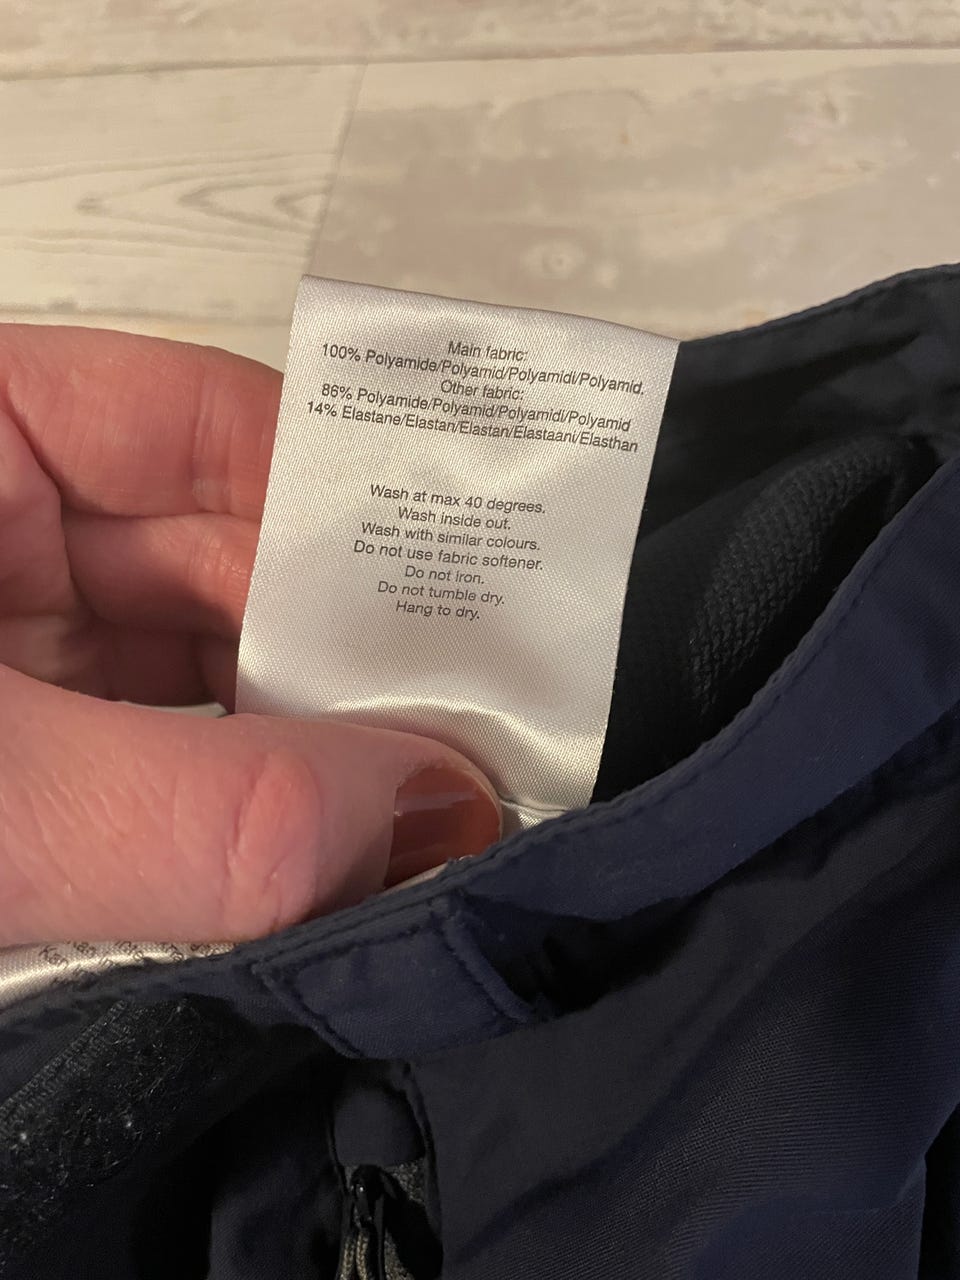 Main fabric:
100% Polyamide/Polyamid/Polyamidi/Polyamid.
Other fabric:
86% Polyamide/Polyamid/Polyamidi/Polyamid
14% Elastane/Elastan/Elastan/Elastaani/Elasthan
Wash at max 40 degrees.
Wash inside out.
Wash with similar colours.
Do not use fabric softener.
Do not iron.
Do not tumble dry.
Hang to dry.